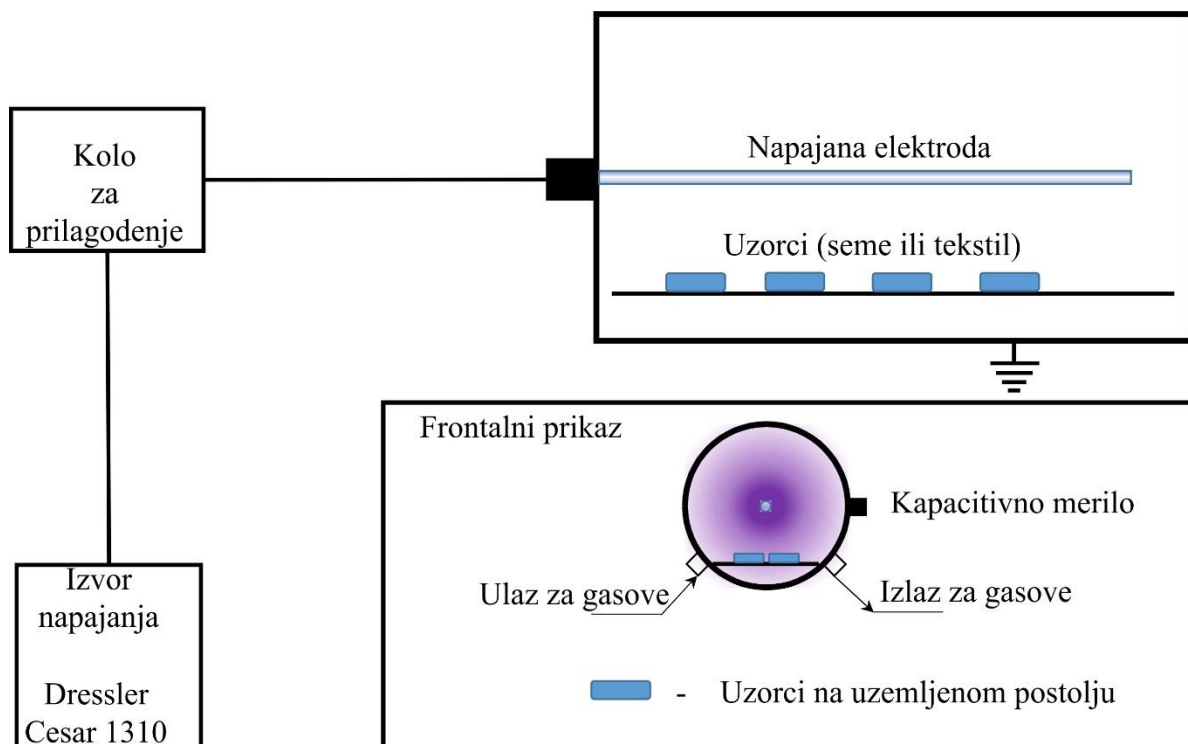 Kolo
za
prilagođenje
Napajana elektroda
Uzorci (seme ili tekstil)
Frontalni prikaz
Kapacitivno merilo
Ulaz za gasove
Izlaz za gasove
- Uzorci na uzemljenom postolju
Izvor
napajanja
Dressler
Cesar 1310